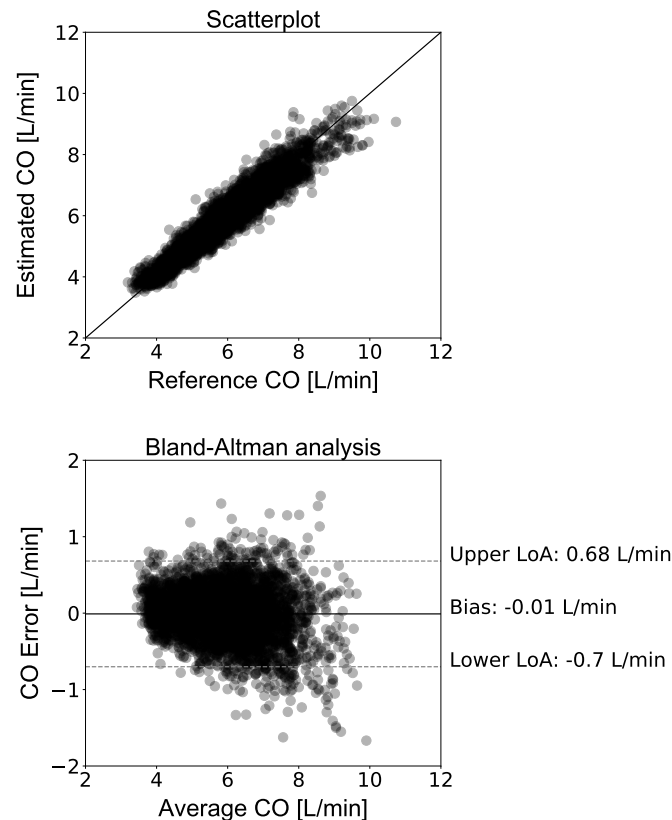 Scatterplot
12
10
8
6
4
2
Estimated CO [L/min]
2 4 6 8 10 12
Reference CO [L/min]
Bland-Altman analysis
2
1
0
−1
−2
CO Error [L/min]
Upper LoA: 0.68 L/min
Bias: -0.01 L/min
Lower LoA: -0.7 L/min
2 4 6 8 10 12
Average CO [L/min]